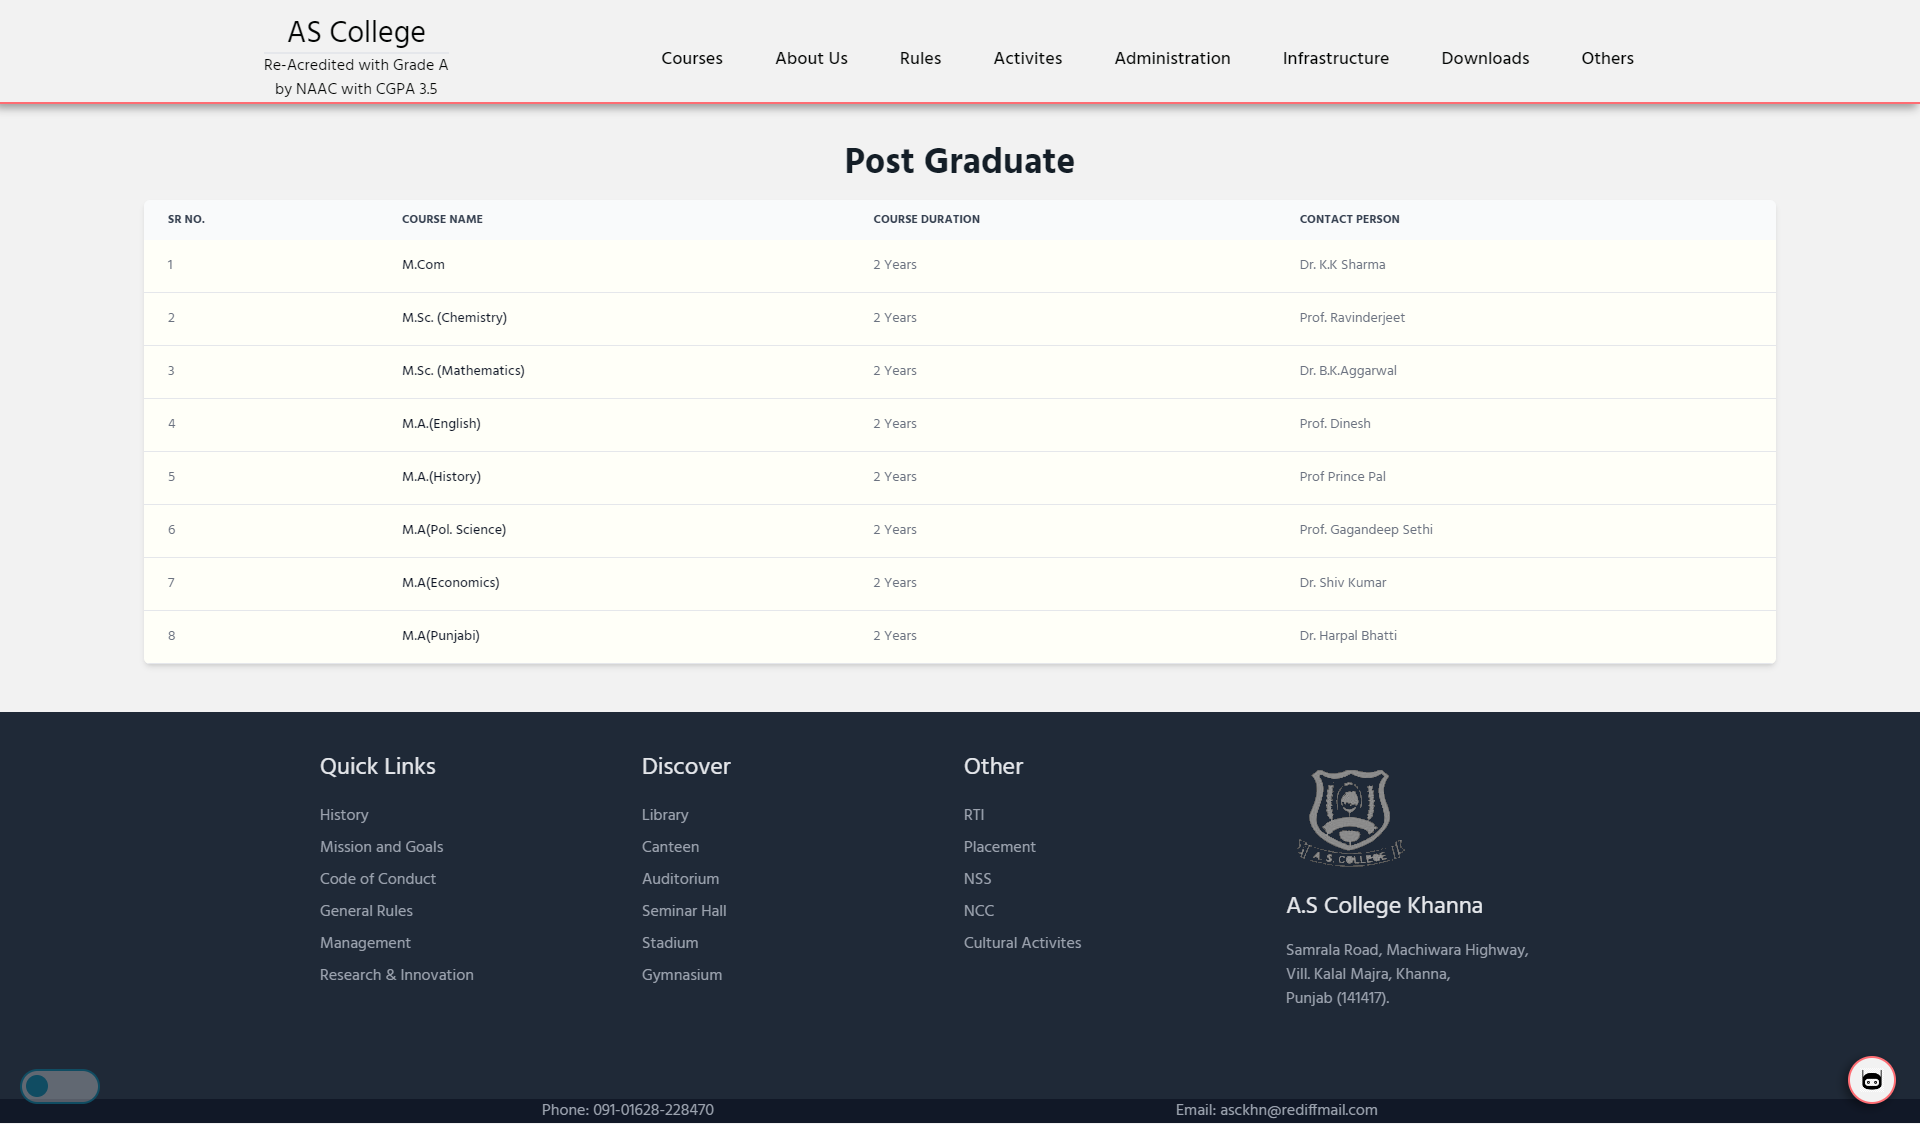 AS College
Re-Acredited with Grade A
by NAAC with CGPA 3.5
Courses About Us Rules Activites Administration Infrastructure Downloads Others
Post Graduate
SR NO. COURSE NAME COURSE DURATION CONTACT PERSON
1 M.Com 2 Years Dr. K.K Sharma
2 M.Sc. (Chemistry) 2 Years Prof. Ravinderjeet
3 M.Sc. (Mathematics) 2 Years Dr. B.K.Aggarwal
4 M.A.(English) 2 Years Prof. Dinesh
5 M.A.(History) 2 Years Prof Prince Pal
6 M.A(Pol. Science) 2 Years Prof. Gagandeep Sethi
7 M.A(Economics) 2 Years Dr. Shiv Kumar
8 M.A(Punjabi) 2 Years Dr. Harpal Bhatti
Quick Links
History
Mission and Goals
Code of Conduct
General Rules
Management
Research & Innovation
Discover
Library
Canteen
Auditorium
Seminar Hall
Stadium
Gymnasium
Other
RTI
Placement
NSS
NCC
Cultural Activites
A. S. COLLEGE
A.S College Khanna
Samrala Road, Machiwara Highway,
Vill. Kalal Majra, Khanna,
Punjab (141417).
Phone: 091-01628-228470 Email: asckhn@rediffmail.com